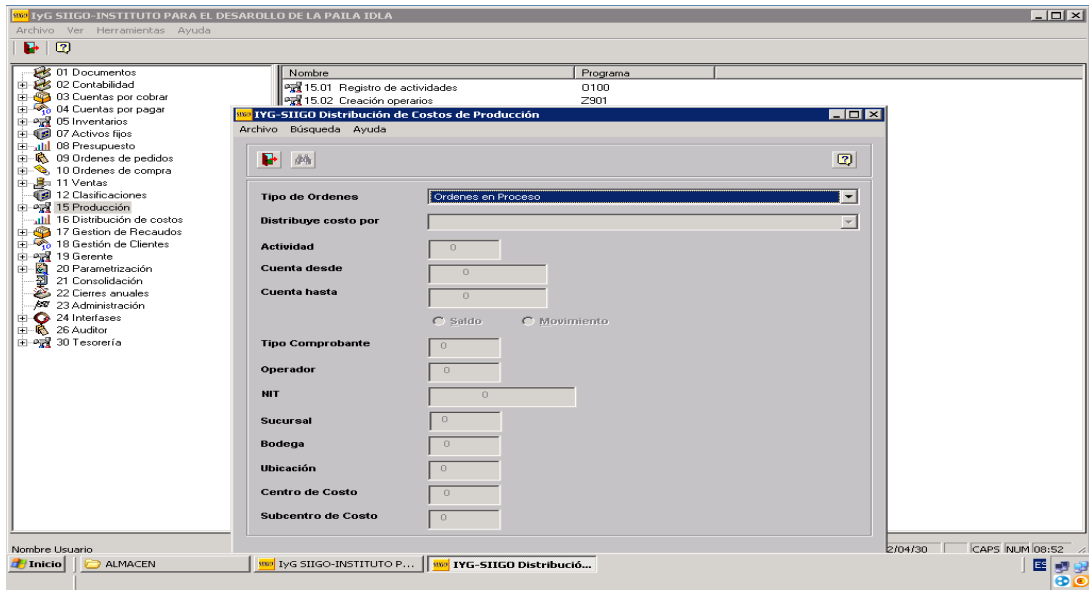 SIIGO IyG SIIGO-INSTITUTO PARA EL DESAROLLO DE LA PAILA IDLA
Archivo Ver Herramientas Ayuda
01 Documentos
02 Contabilidad
03 Cuentas por cobrar
04 Cuentas por pagar
05 Inventarios
07 Activos fijos
08 Presupuesto
09 Ordenes de pedidos
10 Ordenes de compra
11 Ventas
12 Clasificaciones
15 Producción
16 Distribución de costos
17 Gestion de Recaudos
18 Gestión de Clientes
19 Gerente
20 Parametrización
21 Consolidación
22 Cierres anuales
23 Administración
24 Interfases
26 Auditor
30 Tesorería
Nombre Programa
15.01 Registro de actividades O100
15.02 Creación operarios Z901
SIIGO IYG-SIIGO Distribución de Costos de Producción
Archivo Búsqueda Ayuda
Tipo de Ordenes Ordenes en Proceso
Distribuye costo por
Actividad 0
Cuenta desde 0
Cuenta hasta 0
Saldo Movimiento
Tipo Comprobante 0
Operador 0
NIT 0
Sucursal 0
Bodega 0
Ubicación 0
Centro de Costo 0
Subcentro de Costo 0
Nombre Usuario 2/04/30 CAPS NUM 08:52
Inicio ALMACEN IyG SIIGO-INSTITUTO P... IYG-SIIGO Distribució... ES